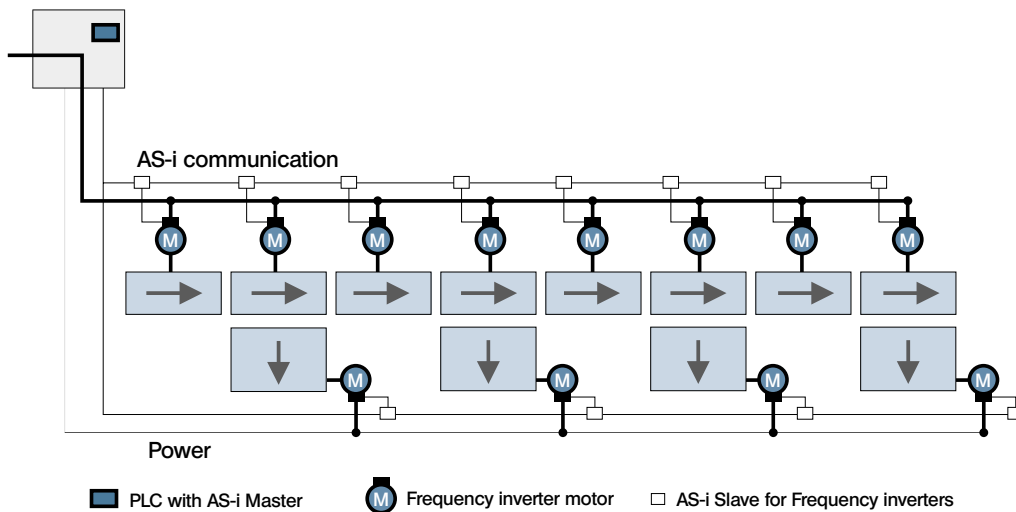 AS-i communication
M M M M M M M M
M M M M
Power
PLC with AS-i Master
M
Frequency inverter motor
AS-i Slave for Frequency inverters